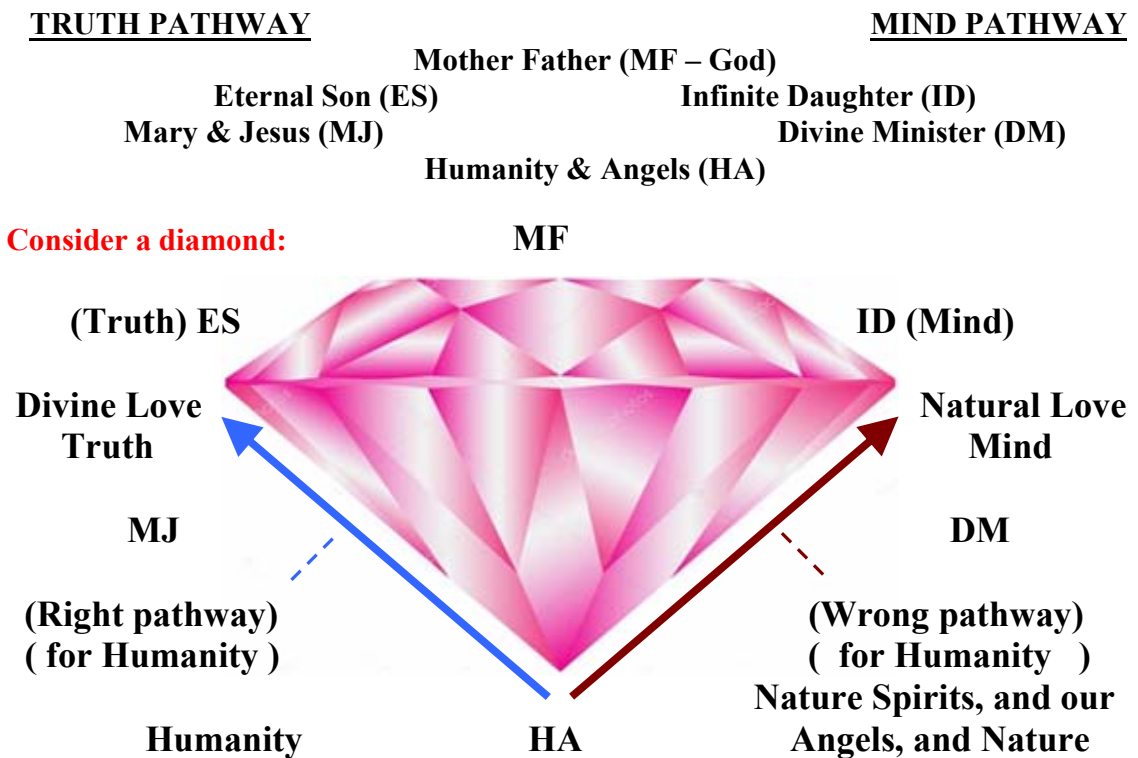 TRUTH PATHWAY MIND PATHWAY
Mother Father (MF – God)
Eternal Son (ES) Infinite Daughter (ID)
Mary & Jesus (MJ) Divine Minister (DM)
Humanity & Angels (HA)
Consider a diamond: MF
(Truth) ES ID (Mind)
Divine Love Natural Love
Truth Mind
MJ DM
(Right pathway) (Wrong pathway)
( for Humanity ) ( for Humanity )
Nature Spirits, and our
Humanity HA Angels, and Nature